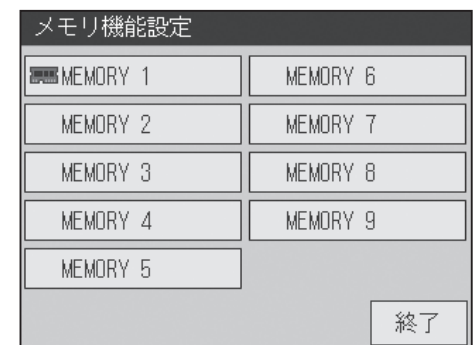 メモリ機能設定
MEMORY 1
MEMORY 2
MEMORY 3
MEMORY 4
MEMORY 5
MEMORY 6
MEMORY 7
MEMORY 8
MEMORY 9
終了